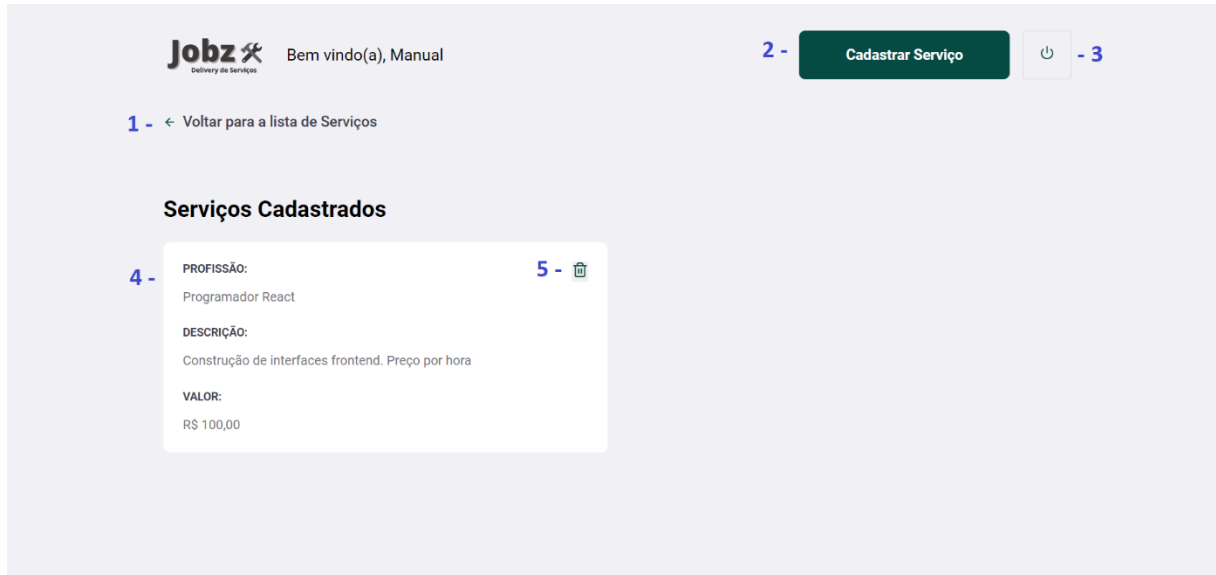 Jobz
Delivery de Serviços
Bem vindo(a), Manual
2 - Cadastrar Serviço - 3
1 - ← Voltar para a lista de Serviços
Serviços Cadastrados
4 - PROFISSÃO: 5 -
Programador React
DESCRIÇÃO:
Construção de interfaces frontend. Preço por hora
VALOR:
R$ 100,00